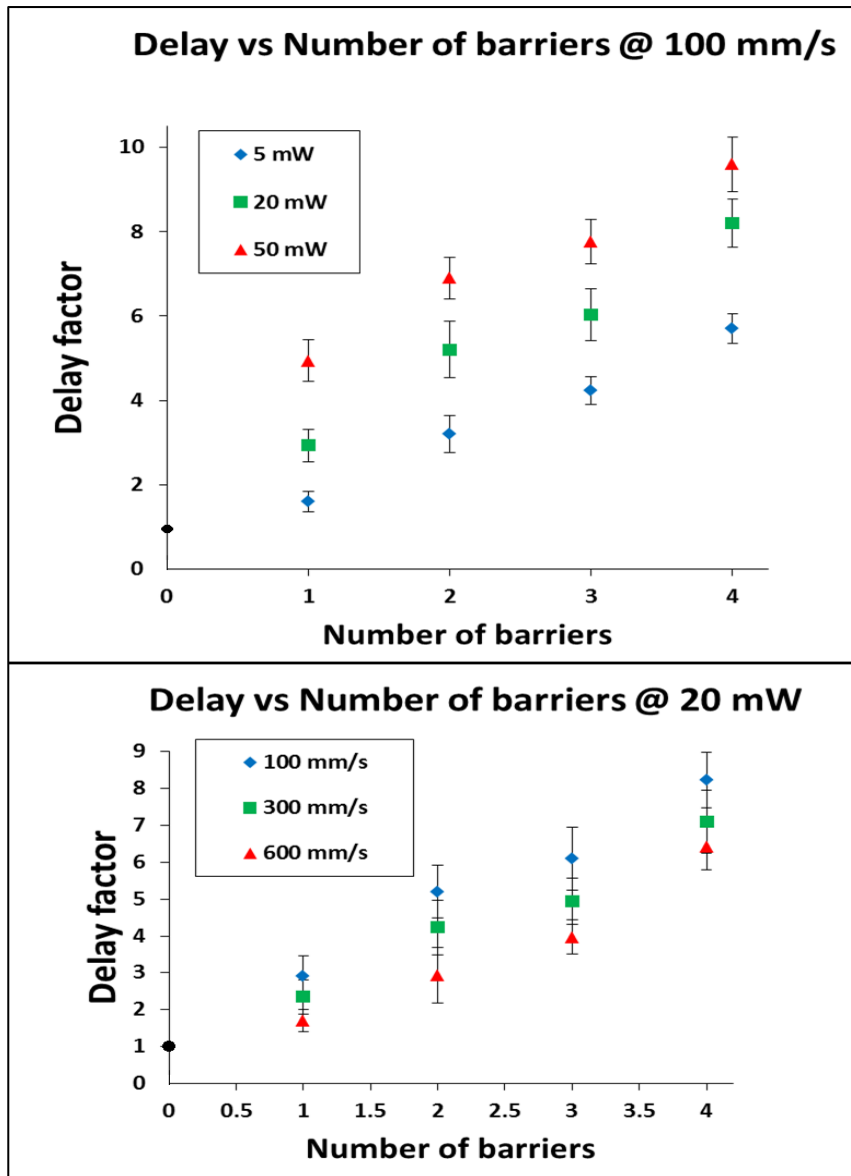 Delay vs Number of barriers @ 100 mm/s
5 mW
20 mW
50 mW
Delay factor
10
8
6
4
2
0
0 1 2 3 4
Number of barriers
Delay vs Number of barriers @ 20 mW
100 mm/s
300 mm/s
600 mm/s
Delay factor
9
8
7
6
5
4
3
2
1
0
0 0.5 1 1.5 2 2.5 3 3.5 4
Number of barriers